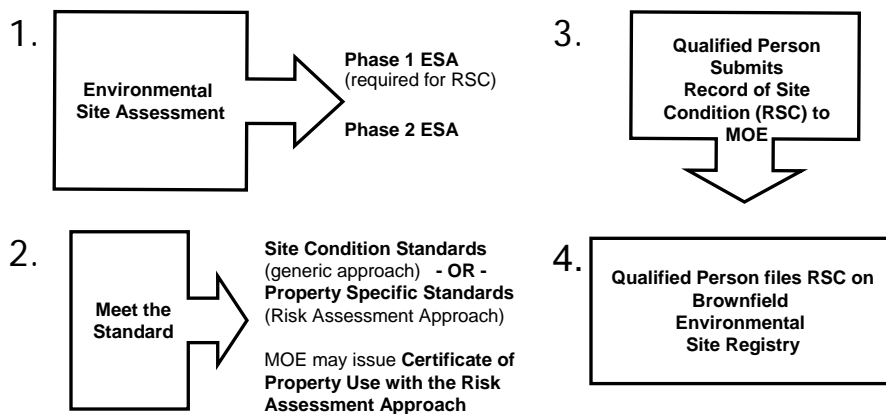 1.
Environmental
Site Assessment
Phase 1 ESA
(required for RSC)
Phase 2 ESA
2.
Meet the
Standard
Site Condition Standards
(generic approach) - OR -
Property Specific Standards
(Risk Assessment Approach)
MOE may issue Certificate of
Property Use with the Risk
Assessment Approach
3.
Qualified Person
Submits
Record of Site
Condition (RSC) to
MOE
4.
Qualified Person files RSC on
Brownfield
Environmental
Site Registry